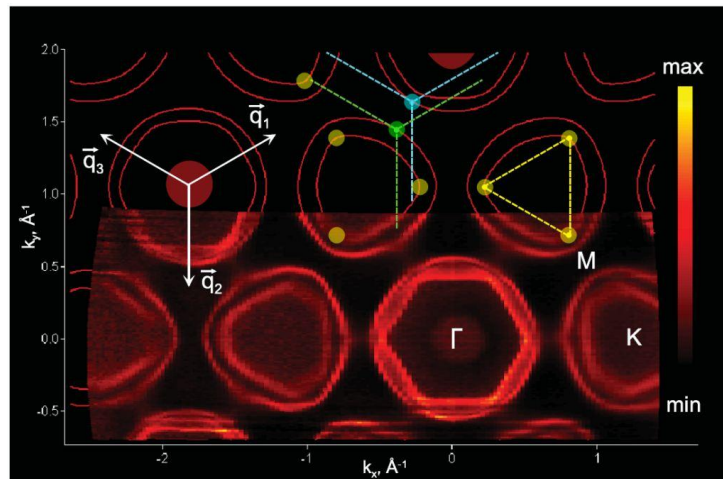 max
2.0
1.5
q₁
q₃
1.0
k_y, Å⁻¹
M
q₂
0.5
Γ
K
0.0
min
-0.5
-2
-1
0
1
kₓ, Å⁻¹